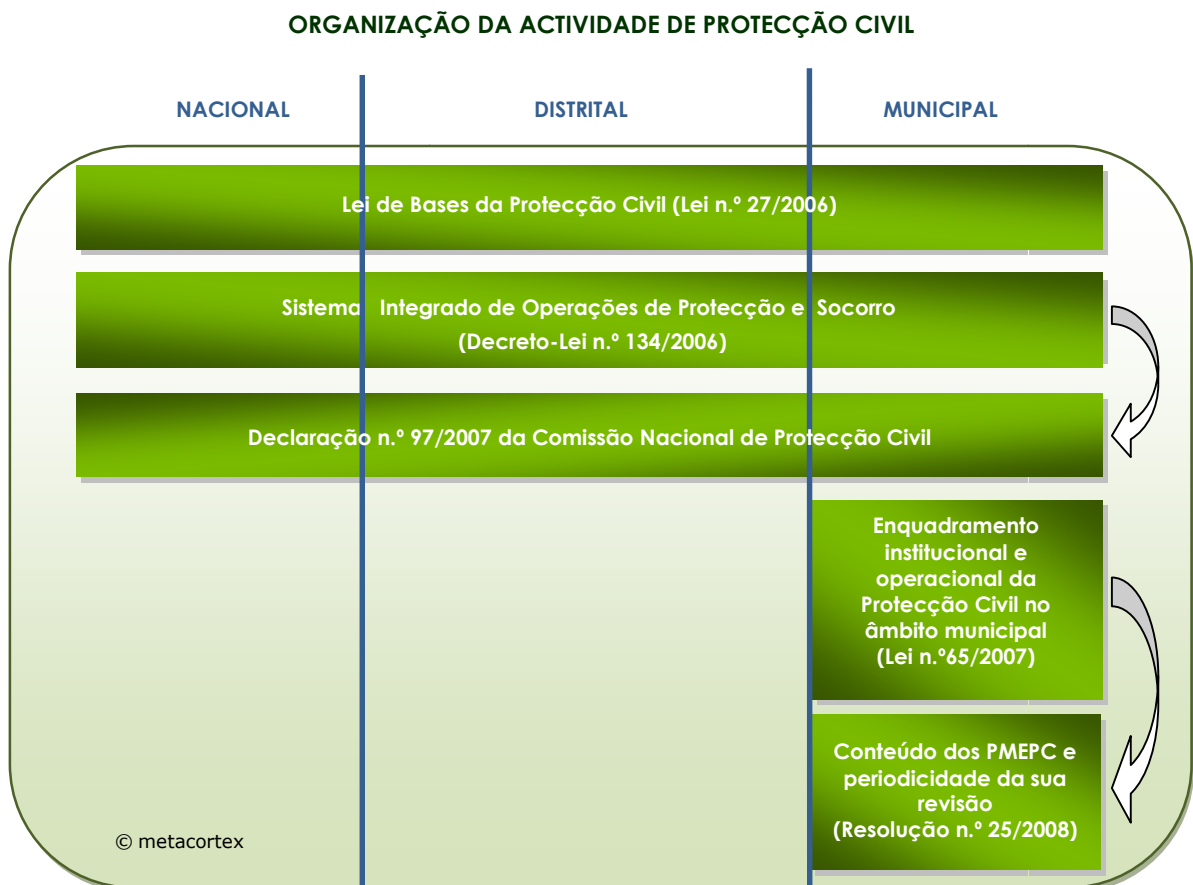 ORGANIZAÇÃO DA ACTIVIDADE DE PROTECÇÃO CIVIL
NACIONAL
DISTRITAL
MUNICIPAL
Lei de Bases da Protecção Civil (Lei n.º 27/2006)
Sistema Integrado de Operações de Protecção e Socorro
(Decreto-Lei n.º 134/2006)
Declaração n.º 97/2007 da Comissão Nacional de Protecção Civil
Enquadramento
institucional e
operacional da
Protecção Civil no
âmbito municipal
(Lei n.º65/2007)
Conteúdo dos PMEPC e
periodicidade da sua
revisão
(Resolução n.º 25/2008)
© metacortex